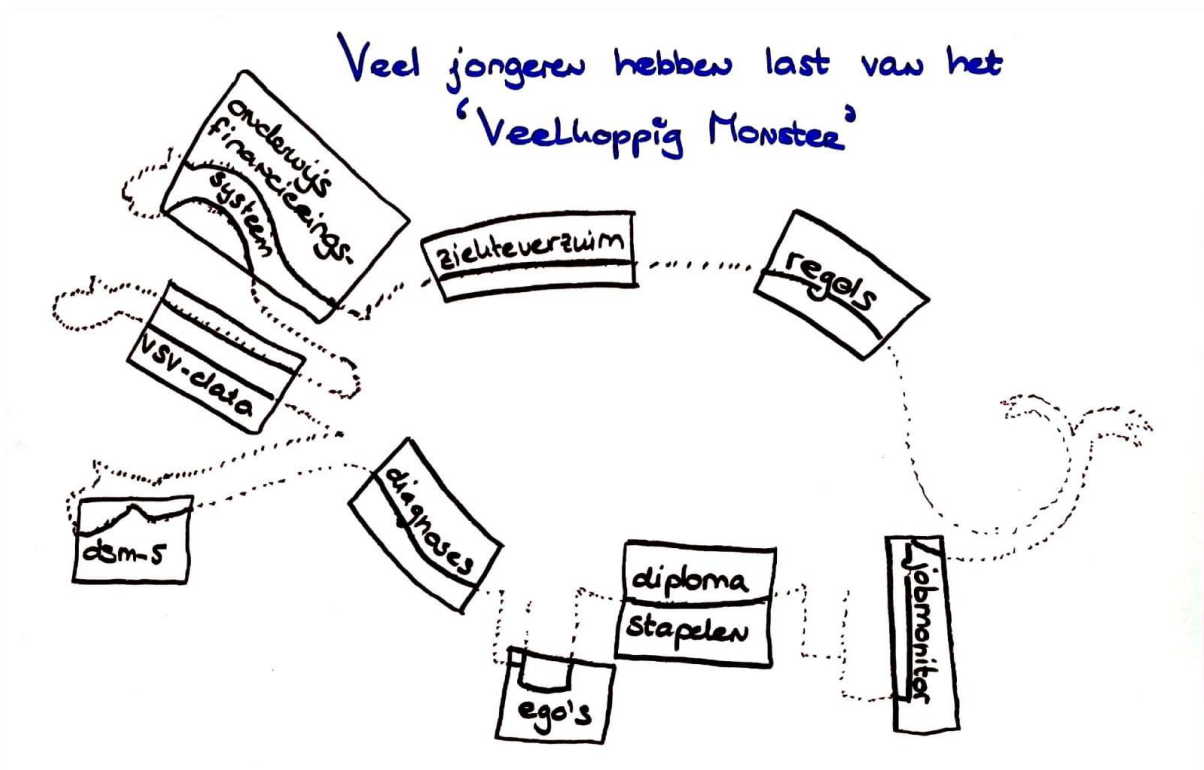 Veel jongeren hebben last van het
'Veelkoppig Monster'
onderwijs
financierings-
systeem
ziekteverzuim
regels
vsv-data
dsm-5
diagnoses
diploma
stapelen
ego's
jobmonitor